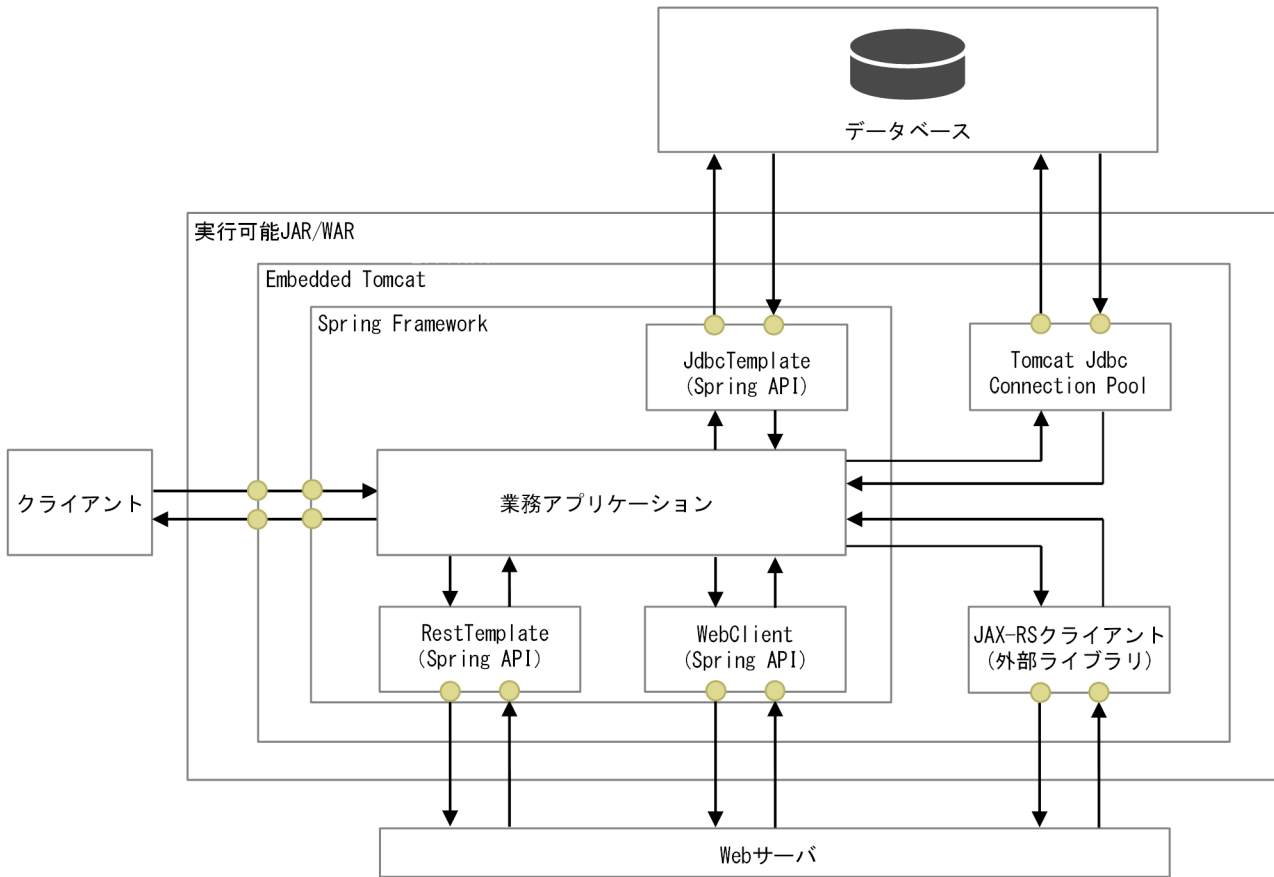 データベース
実行可能JAR/WAR
Embedded Tomcat
Spring Framework
JdbcTemplate
(Spring API)
Tomcat Jdbc
Connection Pool
クライアント
業務アプリケーション
RestTemplate
(Spring API)
WebClient
(Spring API)
JAX-RSクライアント
(外部ライブラリ)
Webサーバ